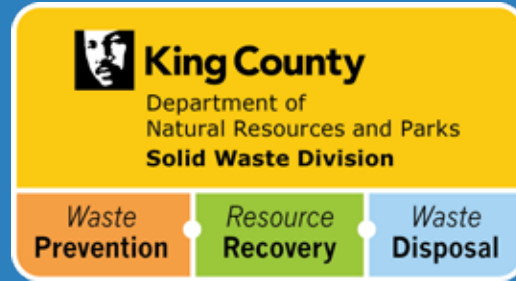 King County
Department of
Natural Resources and Parks
Solid Waste Division
Waste Prevention
Resource Recovery
Waste Disposal